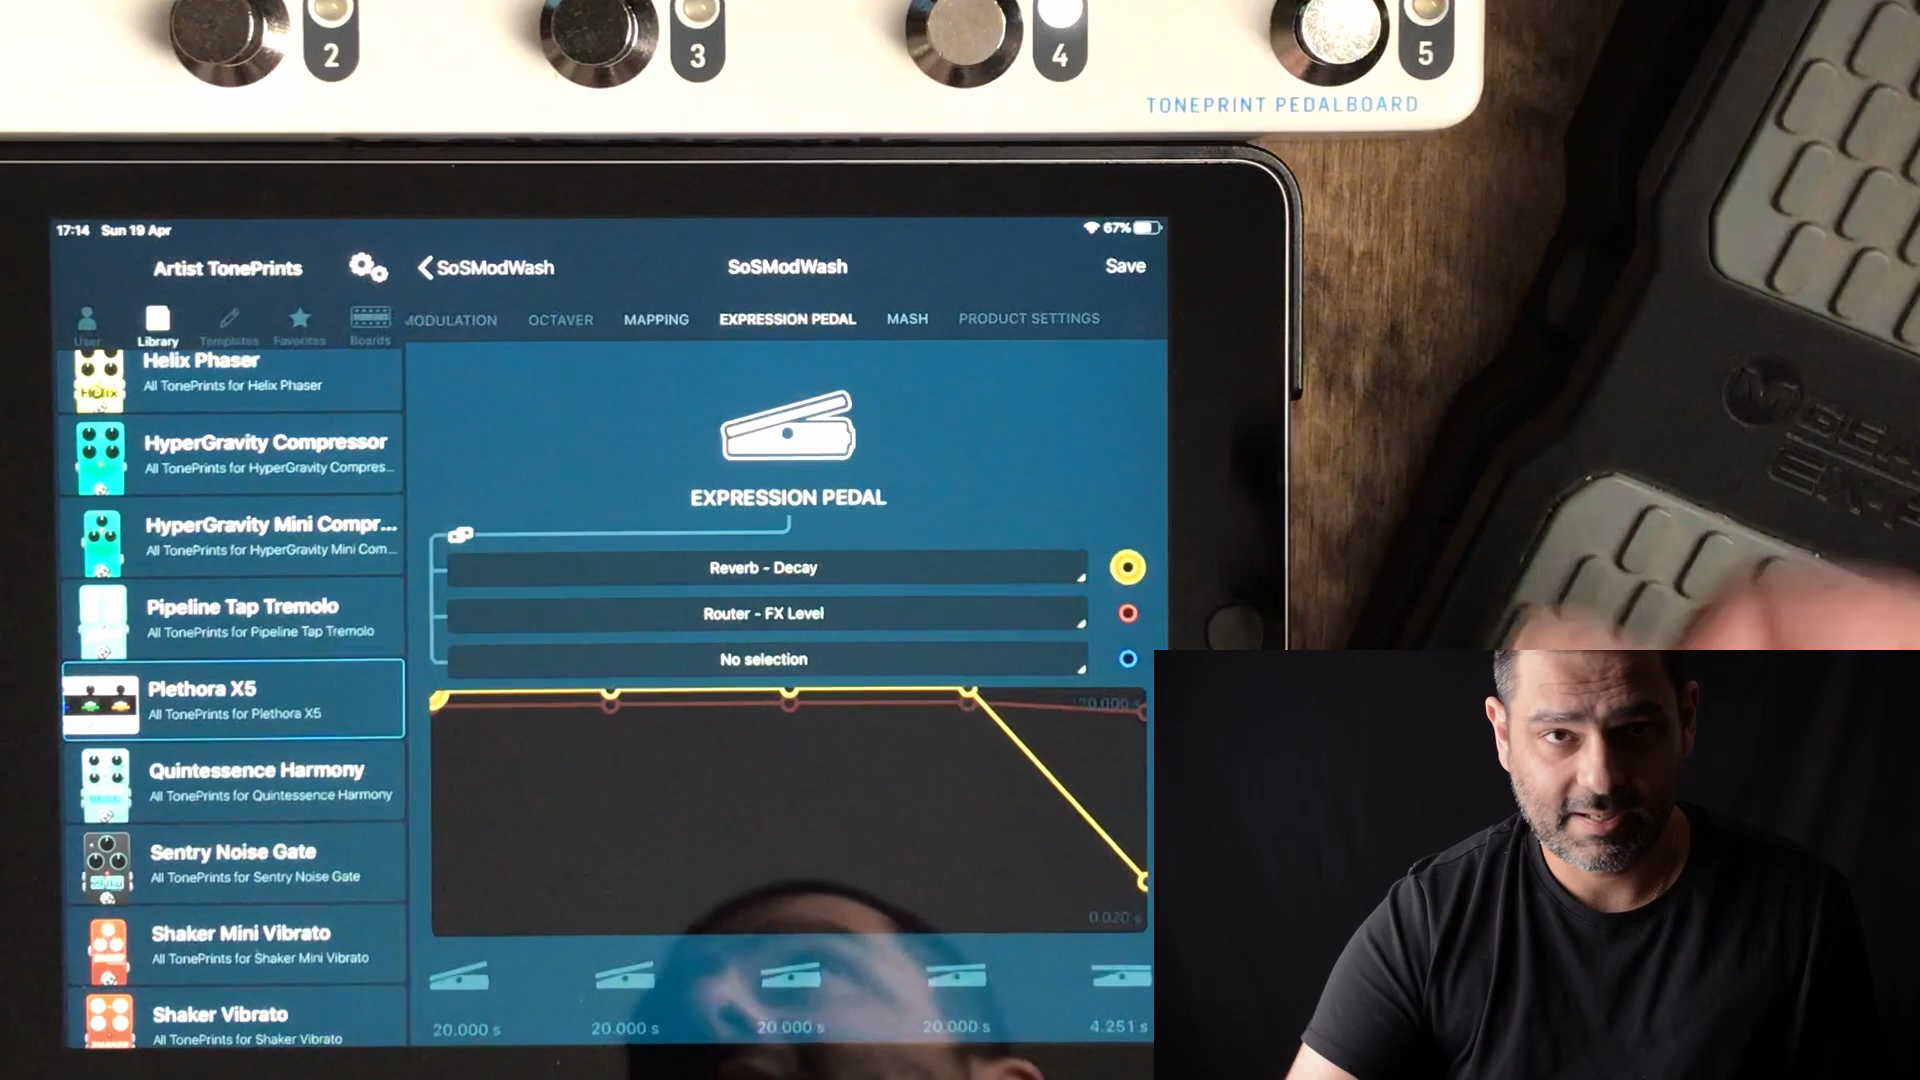 2
3
4
5
TONEPRINT PEDALBOARD
17:14 Sun 19 Apr
67%
Artist TonePrints
SoSModWash
SoSModWash
Save
User
Library
Templates
Favorites
Boards
MODULATION
OCTAVER
MAPPING
EXPRESSION PEDAL
MASH
PRODUCT SETTINGS
Helix Phaser
All TonePrints for Helix Phaser
HyperGravity Compressor
All TonePrints for HyperGravity Compres...
HyperGravity Mini Compr...
All TonePrints for HyperGravity Mini Com...
Pipeline Tap Tremolo
All TonePrints for Pipeline Tap Tremolo
Plethora X5
All TonePrints for Plethora X5
Quintessence Harmony
All TonePrints for Quintessence Harmony
Sentry Noise Gate
All TonePrints for Sentry Noise Gate
Shaker Mini Vibrato
All TonePrints for Shaker Mini Vibrato
Shaker Vibrato
All TonePrints for Shaker Vibrato
EXPRESSION PEDAL
Reverb - Decay
Router - FX Level
No selection
20.000 s
0.020 s
20.000 s
20.000 s
20.000 s
20.000 s
4.251 s